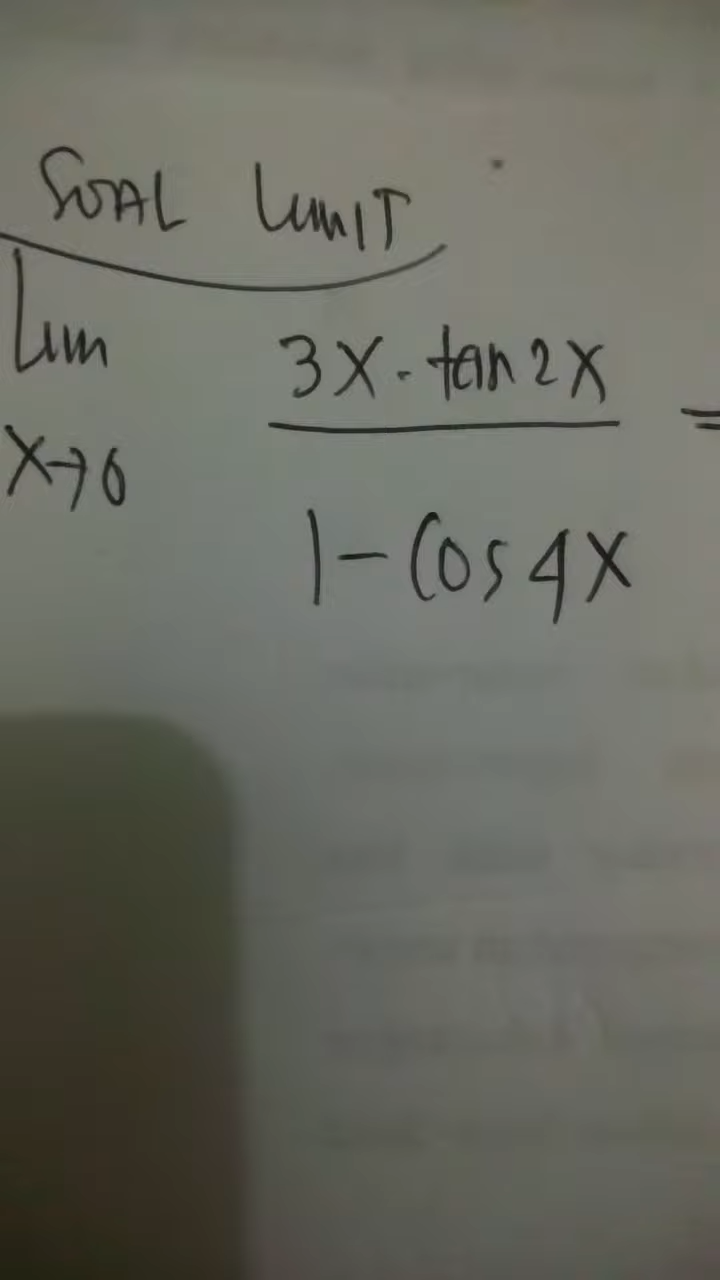 SOAL LIMIT
Lim 3x . tan 2x =
x→0 1 - Cos 4x